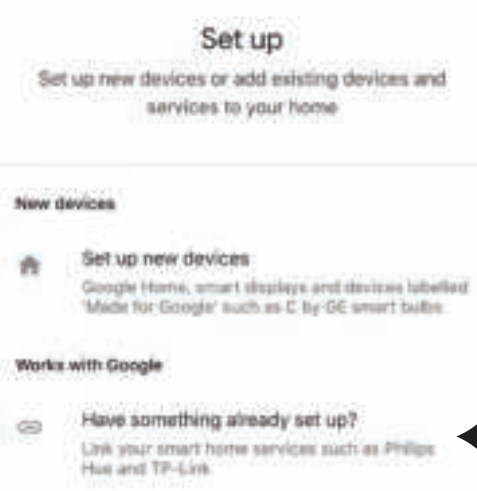 Set up
Set up new devices or add existing devices and
services to your home
New devices
Set up new devices
Google Home, smart displays and devices labelled
'Made for Google' such as C by GE smart bulbs
Works with Google
Have something already set up?
Link your smart home services such as Philips
Hue and TP-Link